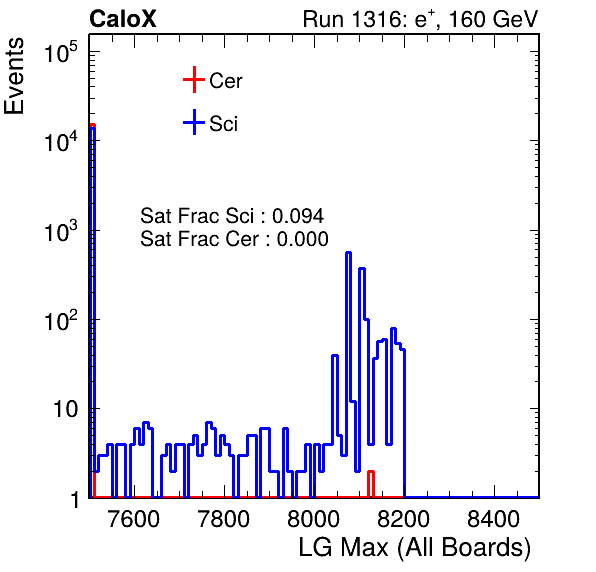 CaloX Run 1316: e⁺, 160 GeV
Events
Cer
Sci
Sat Frac Sci : 0.094
Sat Frac Cer : 0.000
10⁵
10⁴
10³
10²
10
1
7600 7800 8000 8200 8400
LG Max (All Boards)